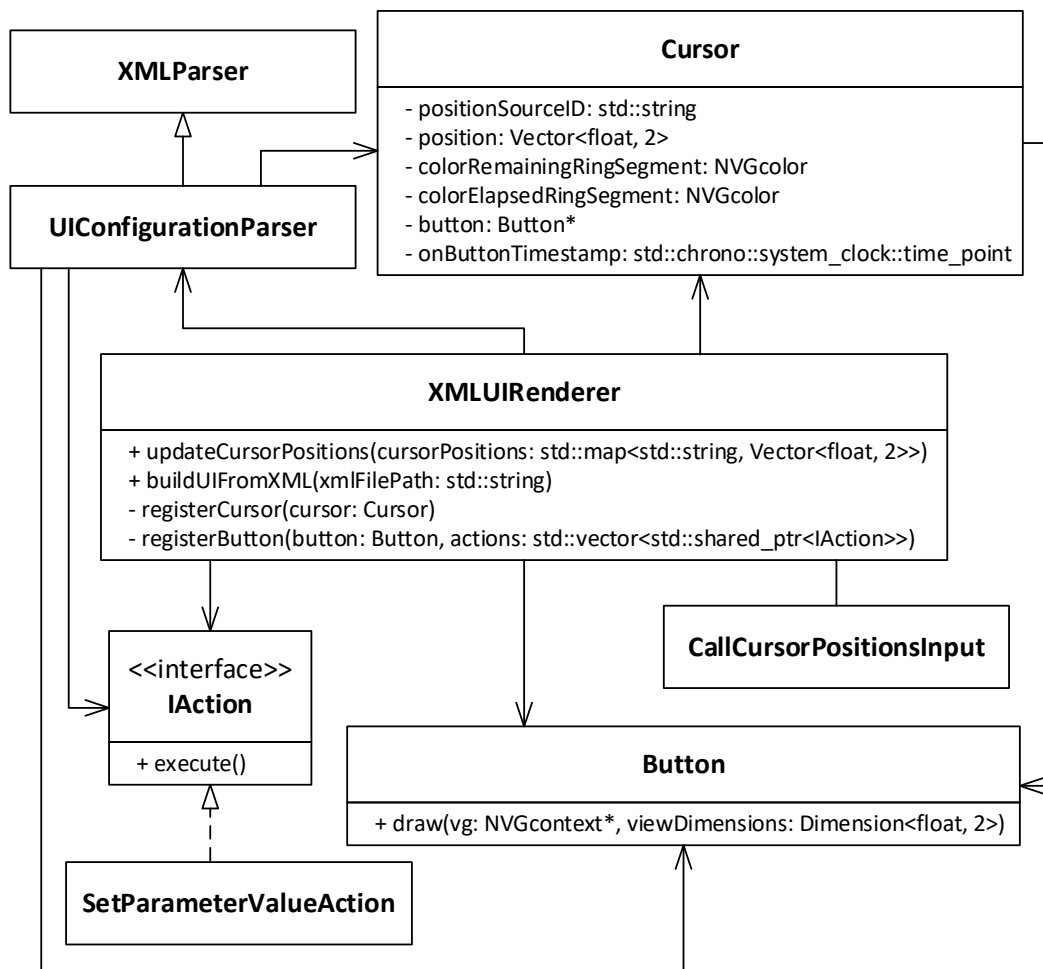 XMLParser
Cursor
- positionSourceID: std::string
- position: Vector<float, 2>
- colorRemainingRingSegment: NVGcolor
- colorElapsedRingSegment: NVGcolor
- button: Button*
- onButtonTimestamp: std::chrono::system_clock::time_point
UIConfigurationParser
XMLUIRenderer
+ updateCursorPositions(cursorPositions: std::map<std::string, Vector<float, 2>>)
+ buildUIFromXML(xmlFilePath: std::string)
- registerCursor(cursor: Cursor)
- registerButton(button: Button, actions: std::vector<std::shared_ptr<IAction>>)
CallCursorPositionsInput
<<interface>>
IAction
+ execute()
Button
+ draw(vg: NVGcontext*, viewDimensions: Dimension<float, 2>)
SetParameterValueAction